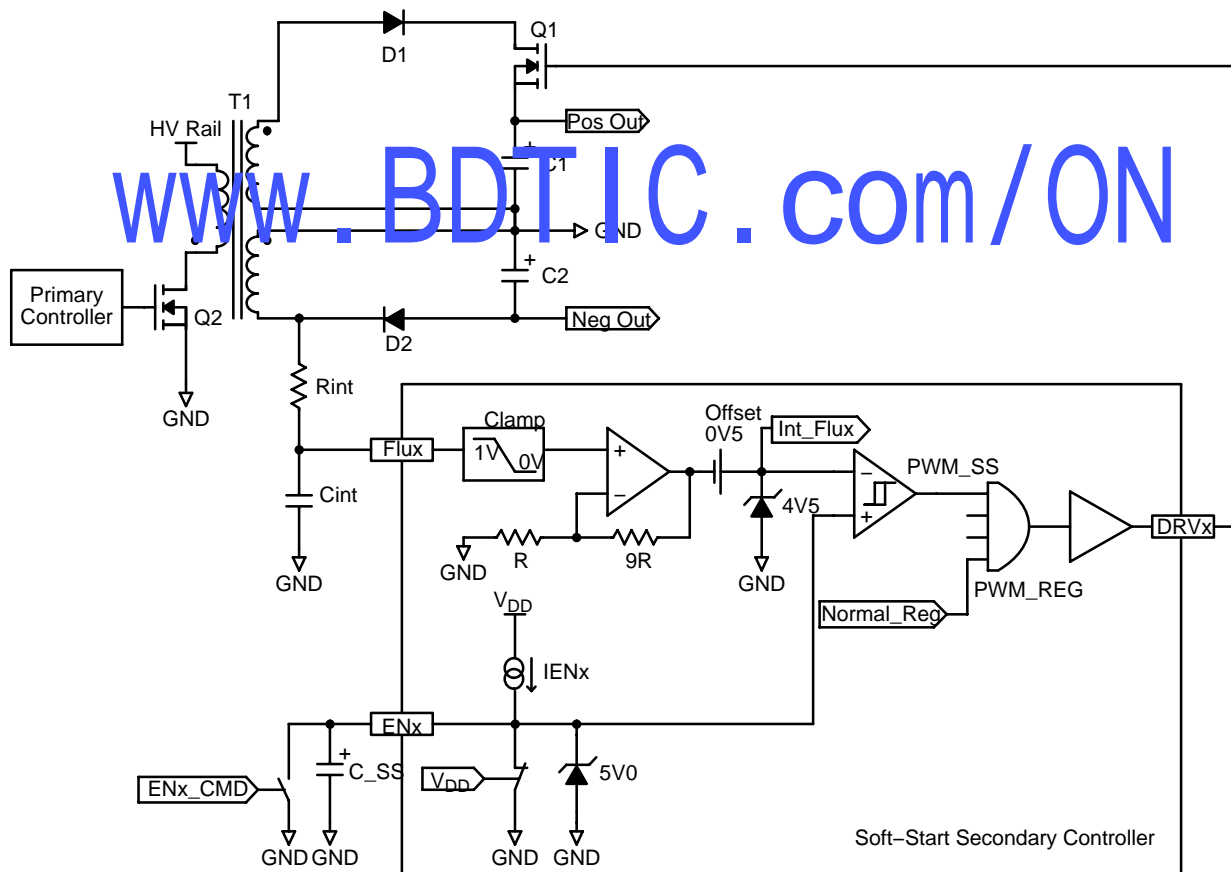 Q1
D1
T1
HV Rail
Pos Out
C1
www.BDTIC.com/ON
GND
C2
Primary
Controller
Q2
Neg Out
D2
GND
Rint
Clamp
Offset
0V5
Int_Flux
Flux
1V
0V
+
−
PWM_SS
Cint
4V5
DRVx
GND
R
9R
GND
GND
PWM_REG
Normal_Reg
VDD
IENx
ENx
+
C_SS
5V0
ENx_CMD
VDD
GND
GND
GND
GND
Soft−Start Secondary Controller